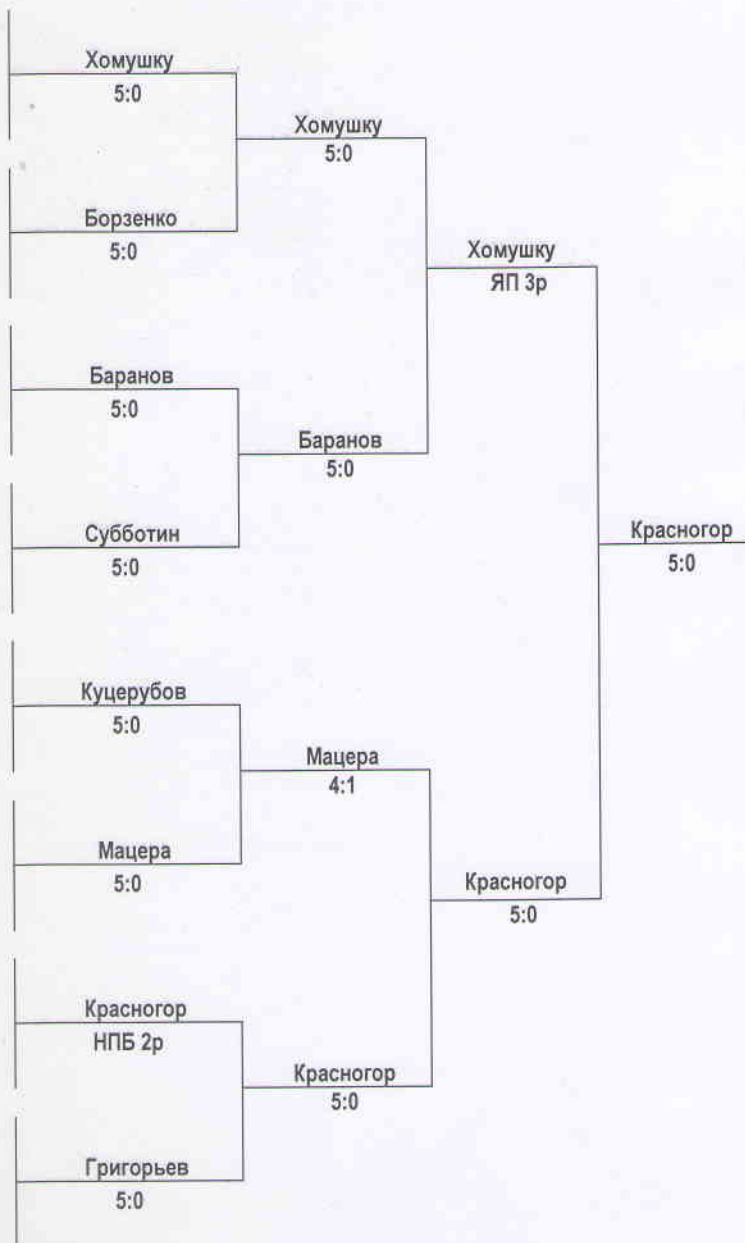 Хомушку
5:0
Хомушку
5:0
Борзенко
5:0
Хомушку
ЯП 3р
Баранов
5:0
Баранов
5:0
Субботин
5:0
Красногор
5:0
Куцерубов
5:0
Мацера
4:1
Мацера
5:0
Красногор
5:0
Красногор
НПБ 2р
Красногор
5:0
Григорьев
5:0